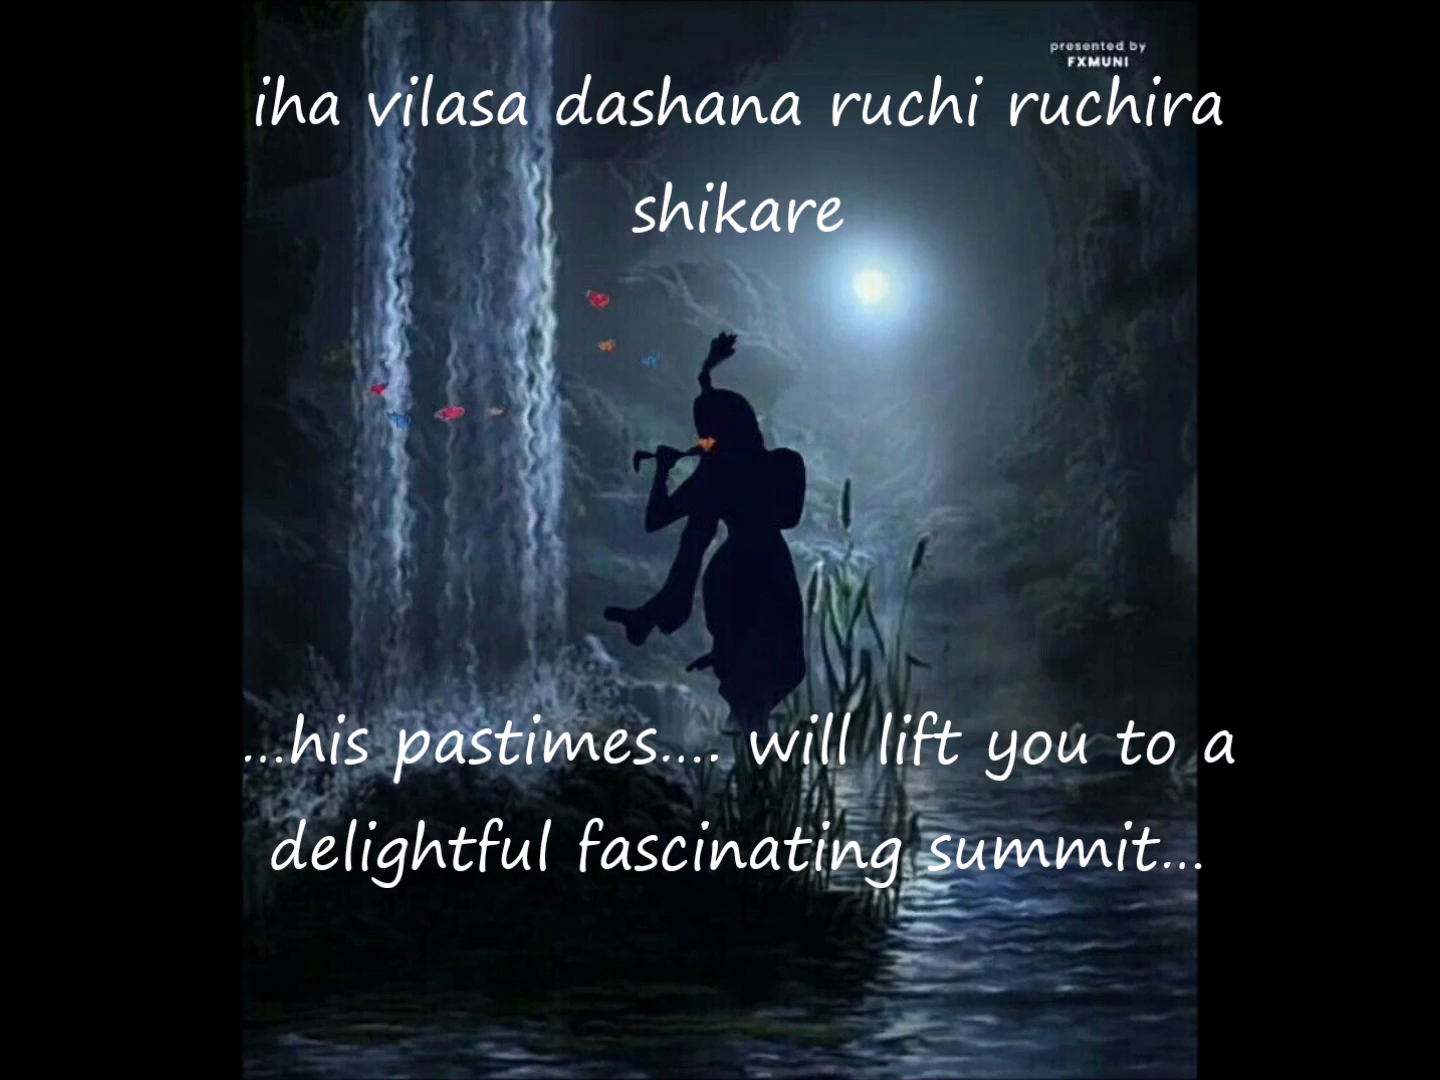 presented by
FXMUNI
iha vilasa dashana ruchi ruchira
shikare
...his pastimes.... will lift you to a
delightful fascinating summit...